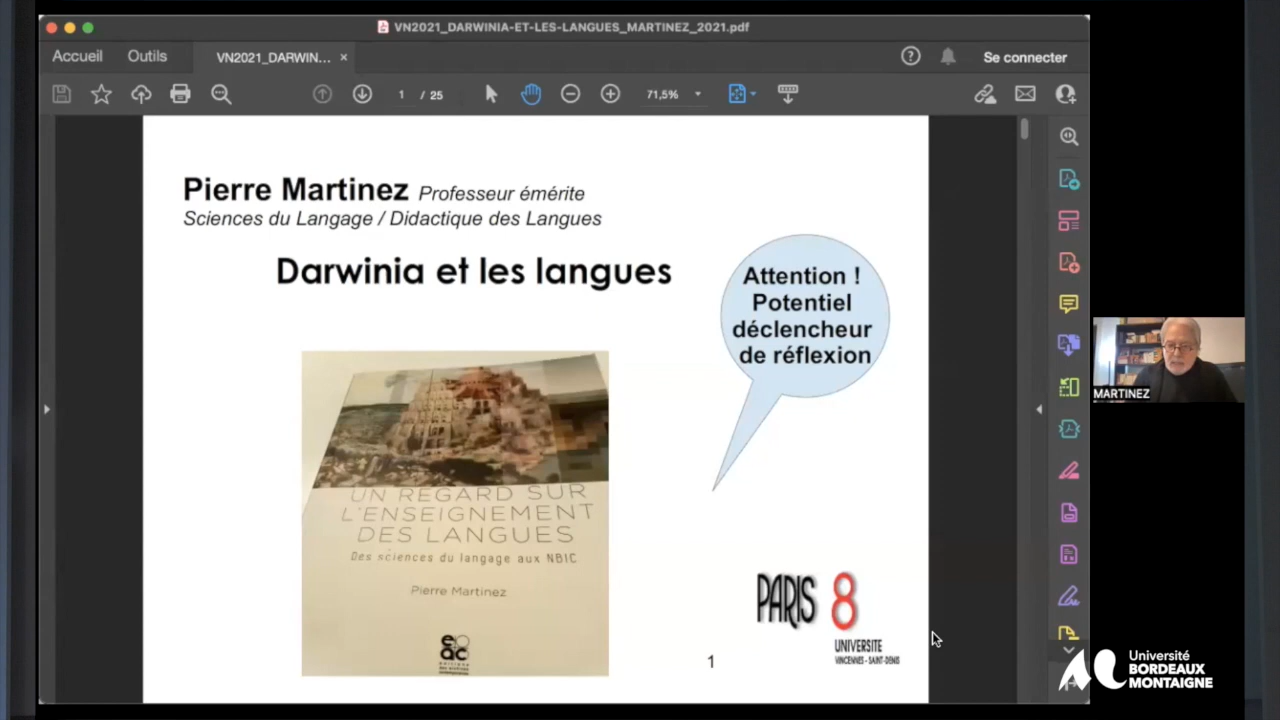 VN2021_DARWINIA-ET-LES-LANGUES_MARTINEZ_2021.pdf
Accueil
Outils
VN2021_DARWIN...
Se connecter
1 / 25
71,5%
Pierre Martinez Professeur émérite
Sciences du Langage / Didactique des Langues
Darwinia et les langues
Attention !
Potentiel
déclencheur
de réflexion
UN REGARD SUR
L'ENSEIGNEMENT
DES LANGUES
Des sciences du langage aux NBIC
Pierre Martinez
PARIS 8
UNIVERSITE
VINCENNES - SAINT-DENIS
1
MARTINEZ
Université
BORDEAUX
MONTAIGNE